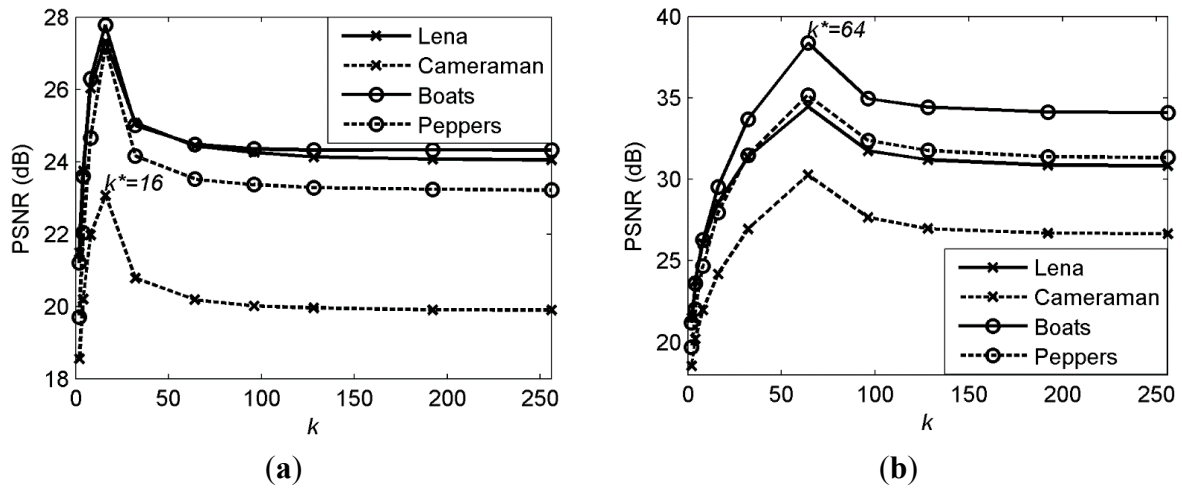 28
26
24
22
20
18
PSNR (dB)
Lena
Cameraman
Boats
Peppers
k*=16
0
50
100
150
200
250
k
(a)
40
35
30
25
20
PSNR (dB)
k*=64
Lena
Cameraman
Boats
Peppers
0
50
100
150
200
250
k
(b)